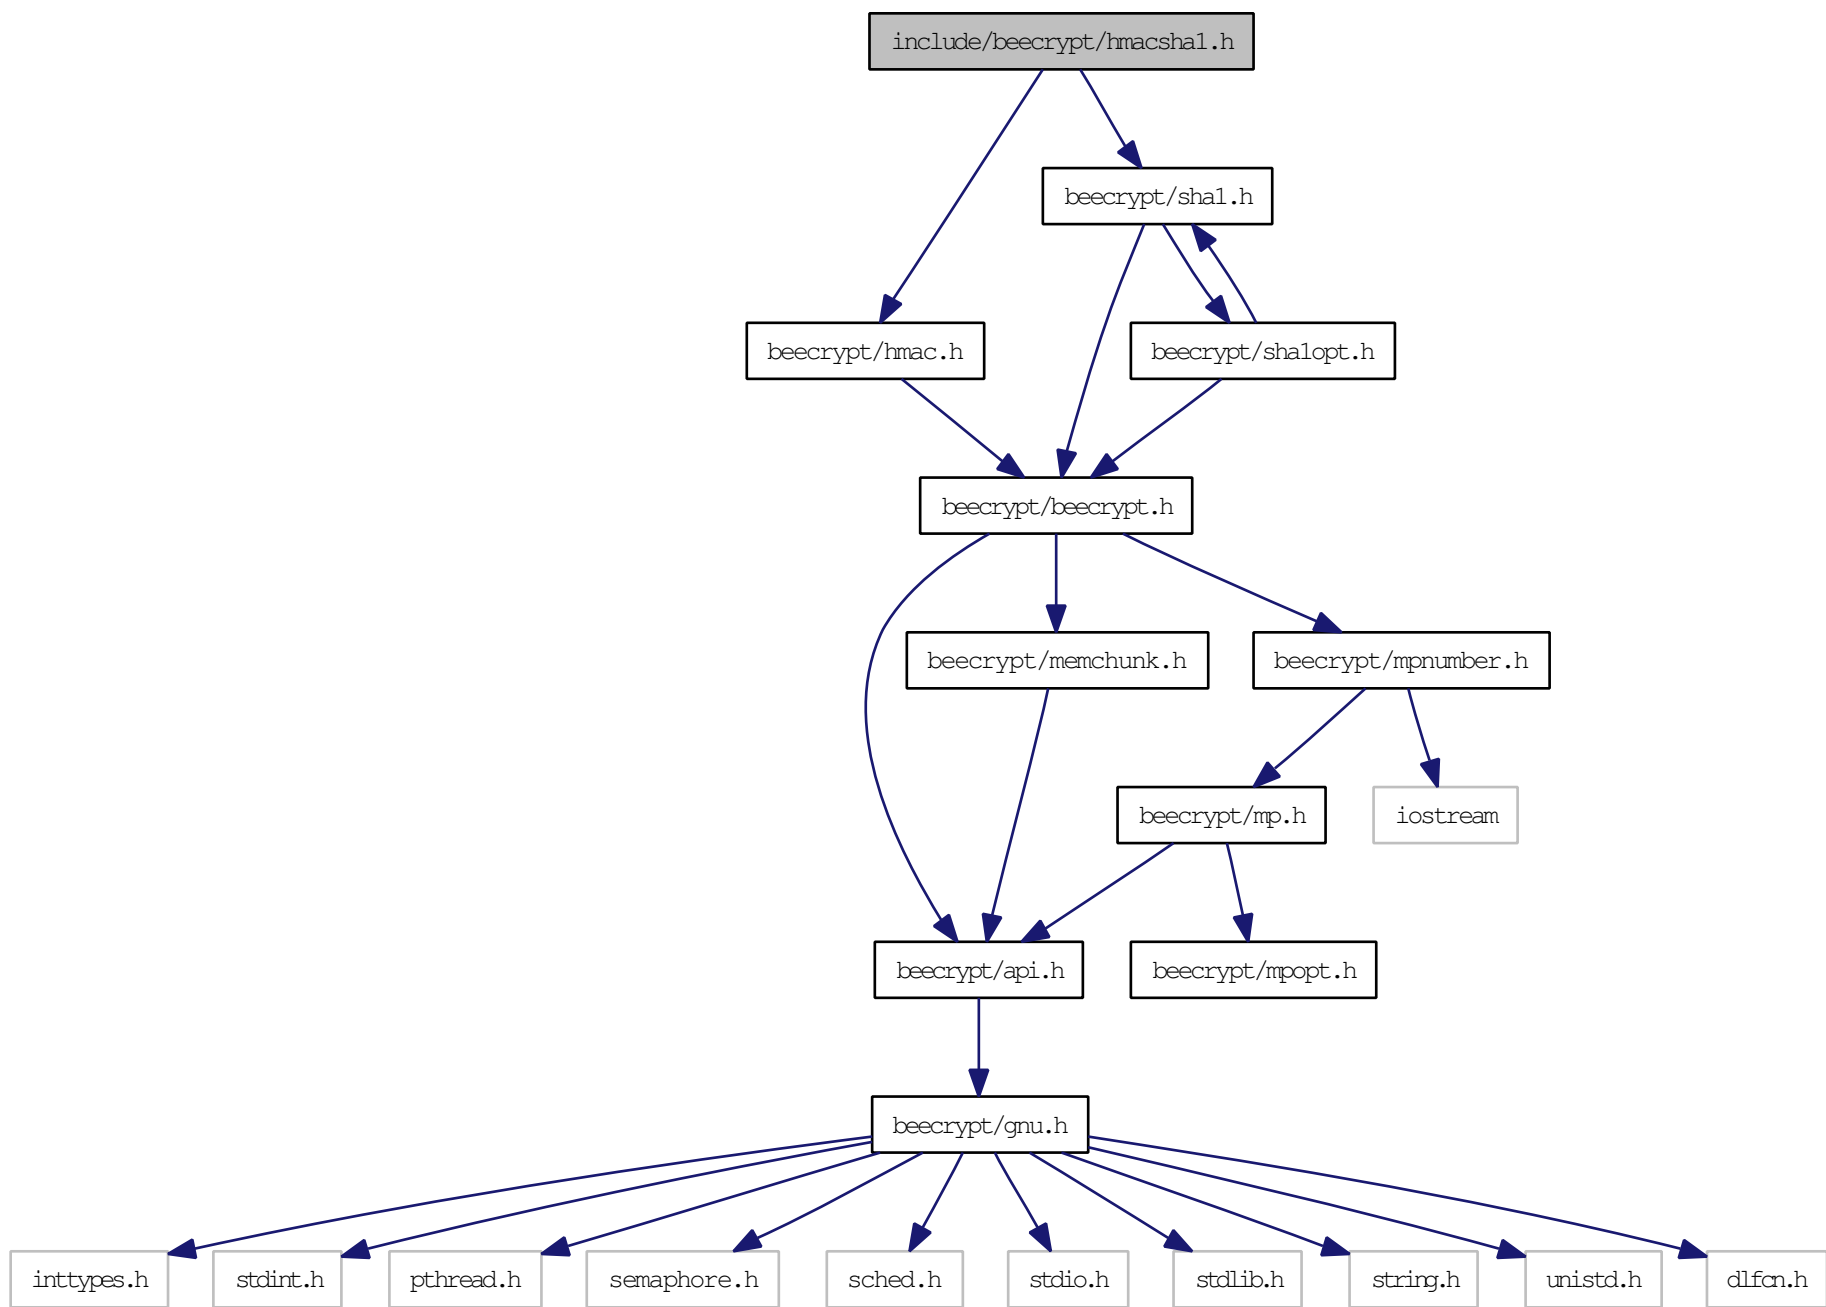 include/beecrypt/hmacsha1.h
beecrypt/sha1.h
beecrypt/hmac.h
beecrypt/sha1opt.h
beecrypt/beecrypt.h
beecrypt/memchunk.h
beecrypt/mpnumber.h
beecrypt/mp.h
iostream
beecrypt/api.h
beecrypt/mpopt.h
beecrypt/gnu.h
inttypes.h
stdint.h
pthread.h
semaphore.h
sched.h
stdio.h
stdlib.h
string.h
unistd.h
dlfcn.h